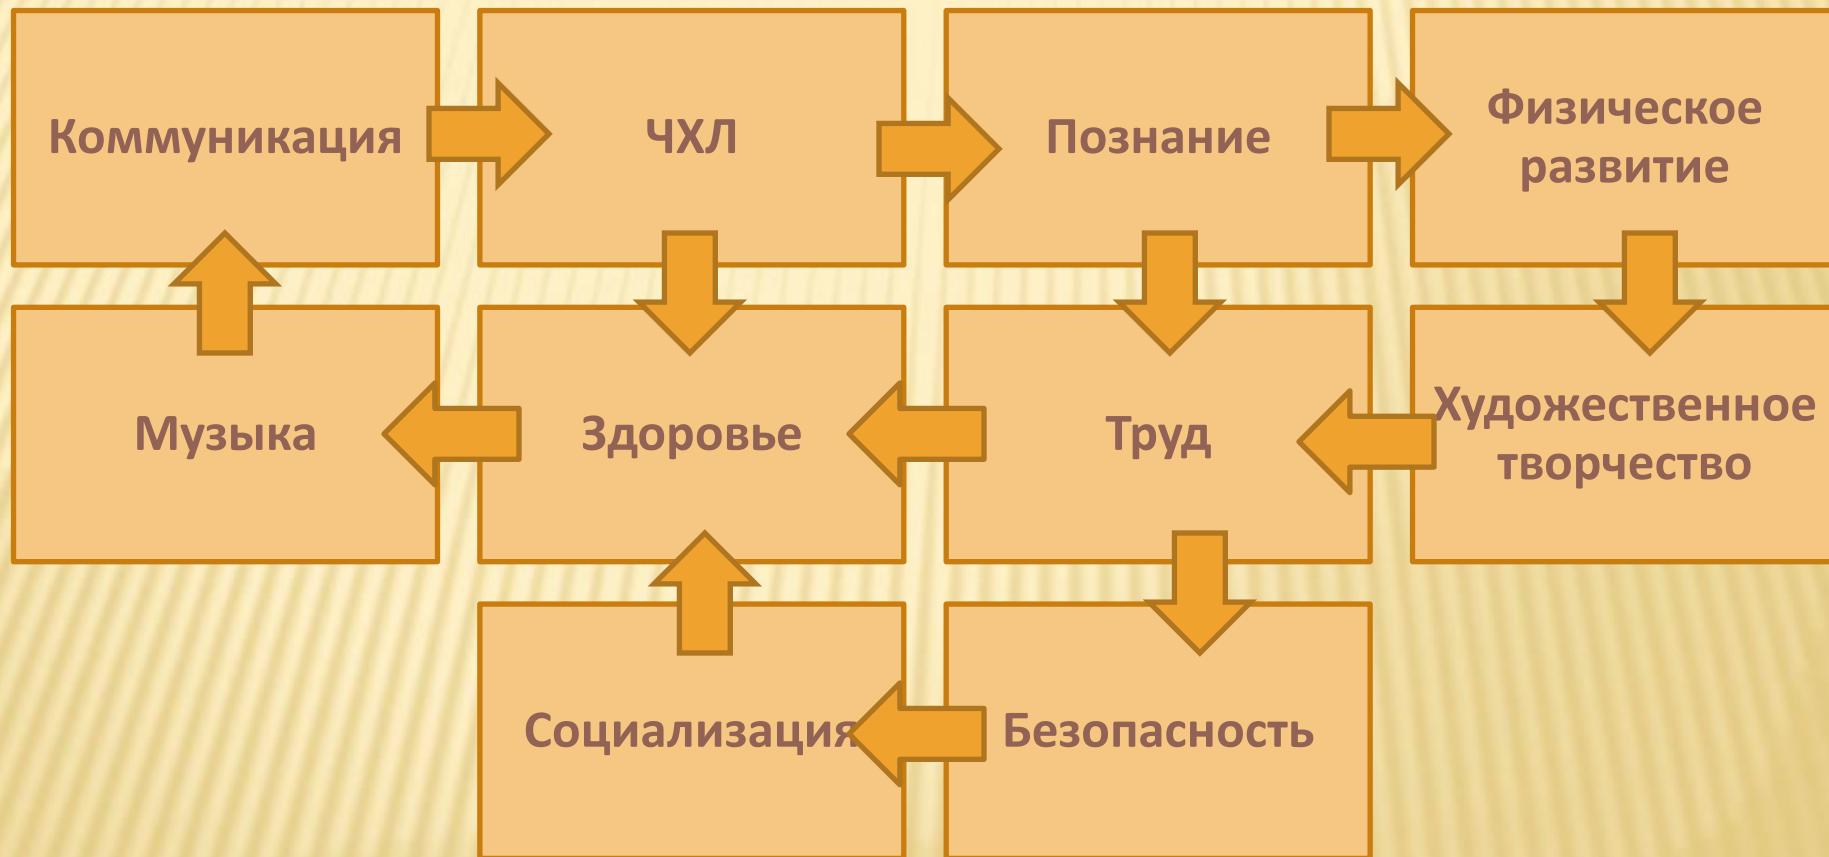 Коммуникация
ЧХЛ
Познание
Физическое
развитие
Музыка
Здоровье
Труд
Художественное
творчество
Социализация
Безопасность